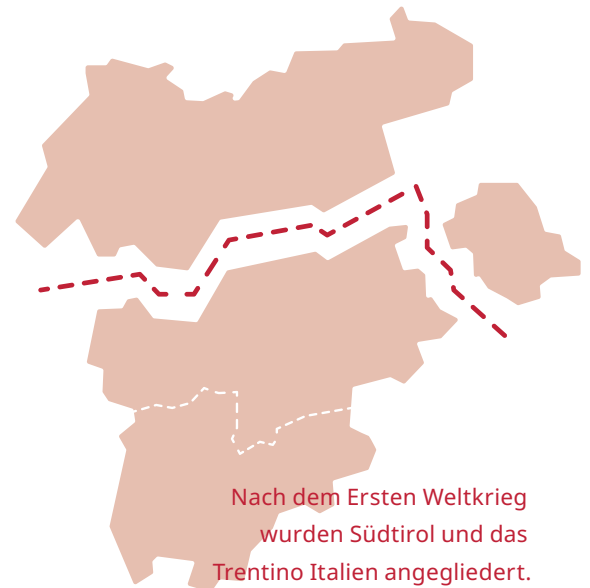 Nach dem Ersten Weltkrieg
wurden Südtirol und das
Trentino Italien angegliedert.